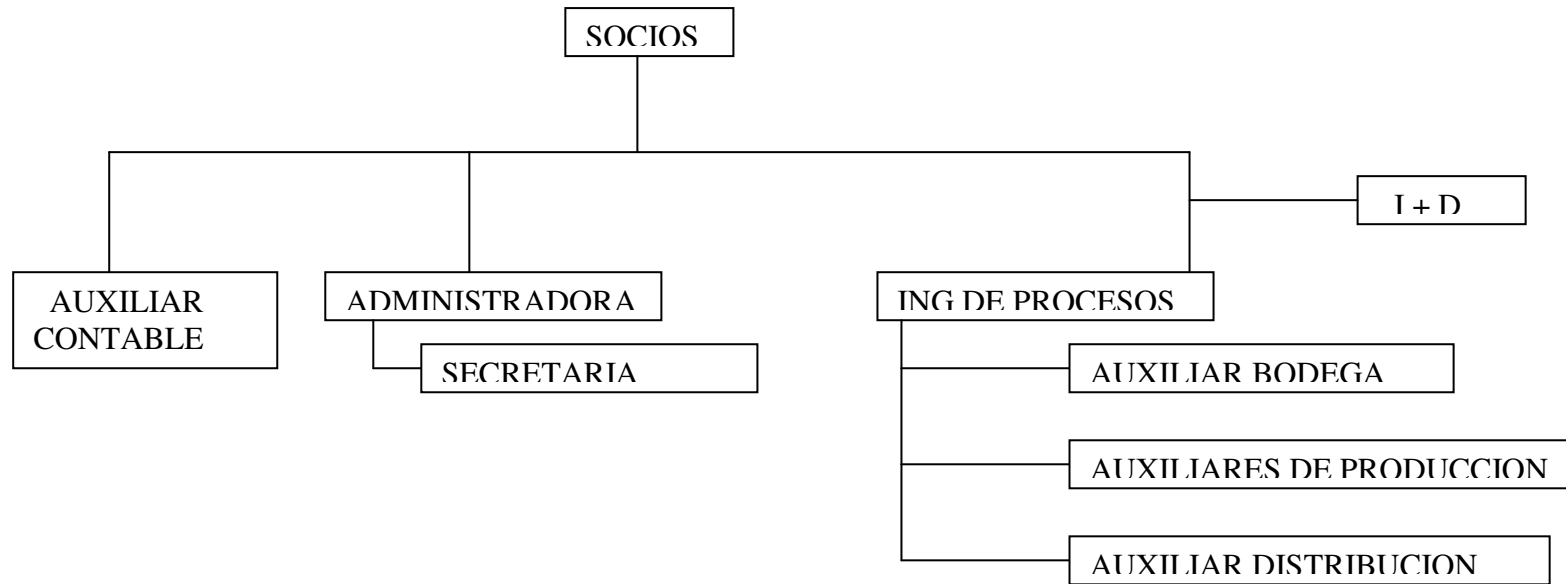 SOCIOS
I + D
AUXILIAR
CONTABLE
ADMINISTRADORA
ING DE PROCESOS
SECRETARIA
AUXILIAR BODEGA
AUXILIARES DE PRODUCCION
AUXILIAR DISTRIBUCION